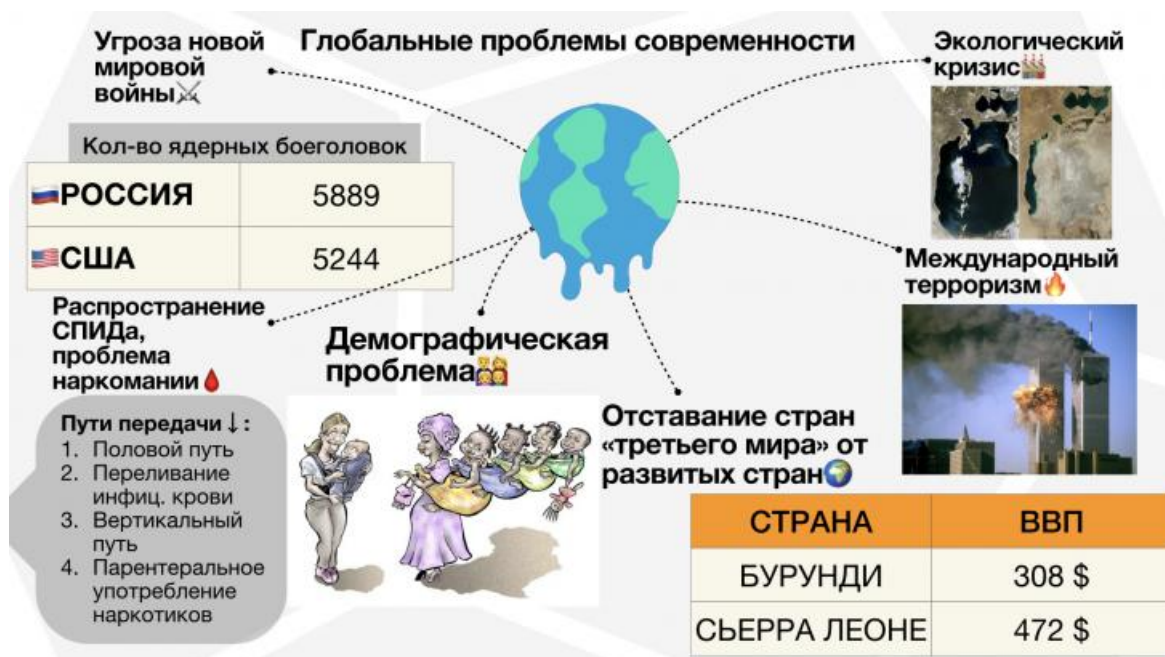 Глобальные проблемы современности
Угроза новой
мировой
войны⚔
Кол-во ядерных боеголовок
🇷🇺РОССИЯ 5889
🇺🇸США 5244
Распространение
СПИДа,
проблема
наркомании🩸
Пути передачи↓:
1. Половой путь
2. Переливание
инфиц. крови
3. Вертикальный
путь
4. Парентеральное
употребление
наркотиков
Демографическая
проблема👨‍👩‍👧‍👦
Отставание стран
«третьего мира» от
развитых стран🌍
СТРАНА ВВП
БУРУНДИ 308 $
СЬЕРРА ЛЕОНЕ 472 $
Экологический
кризис🏭
Международный
терроризм🔥